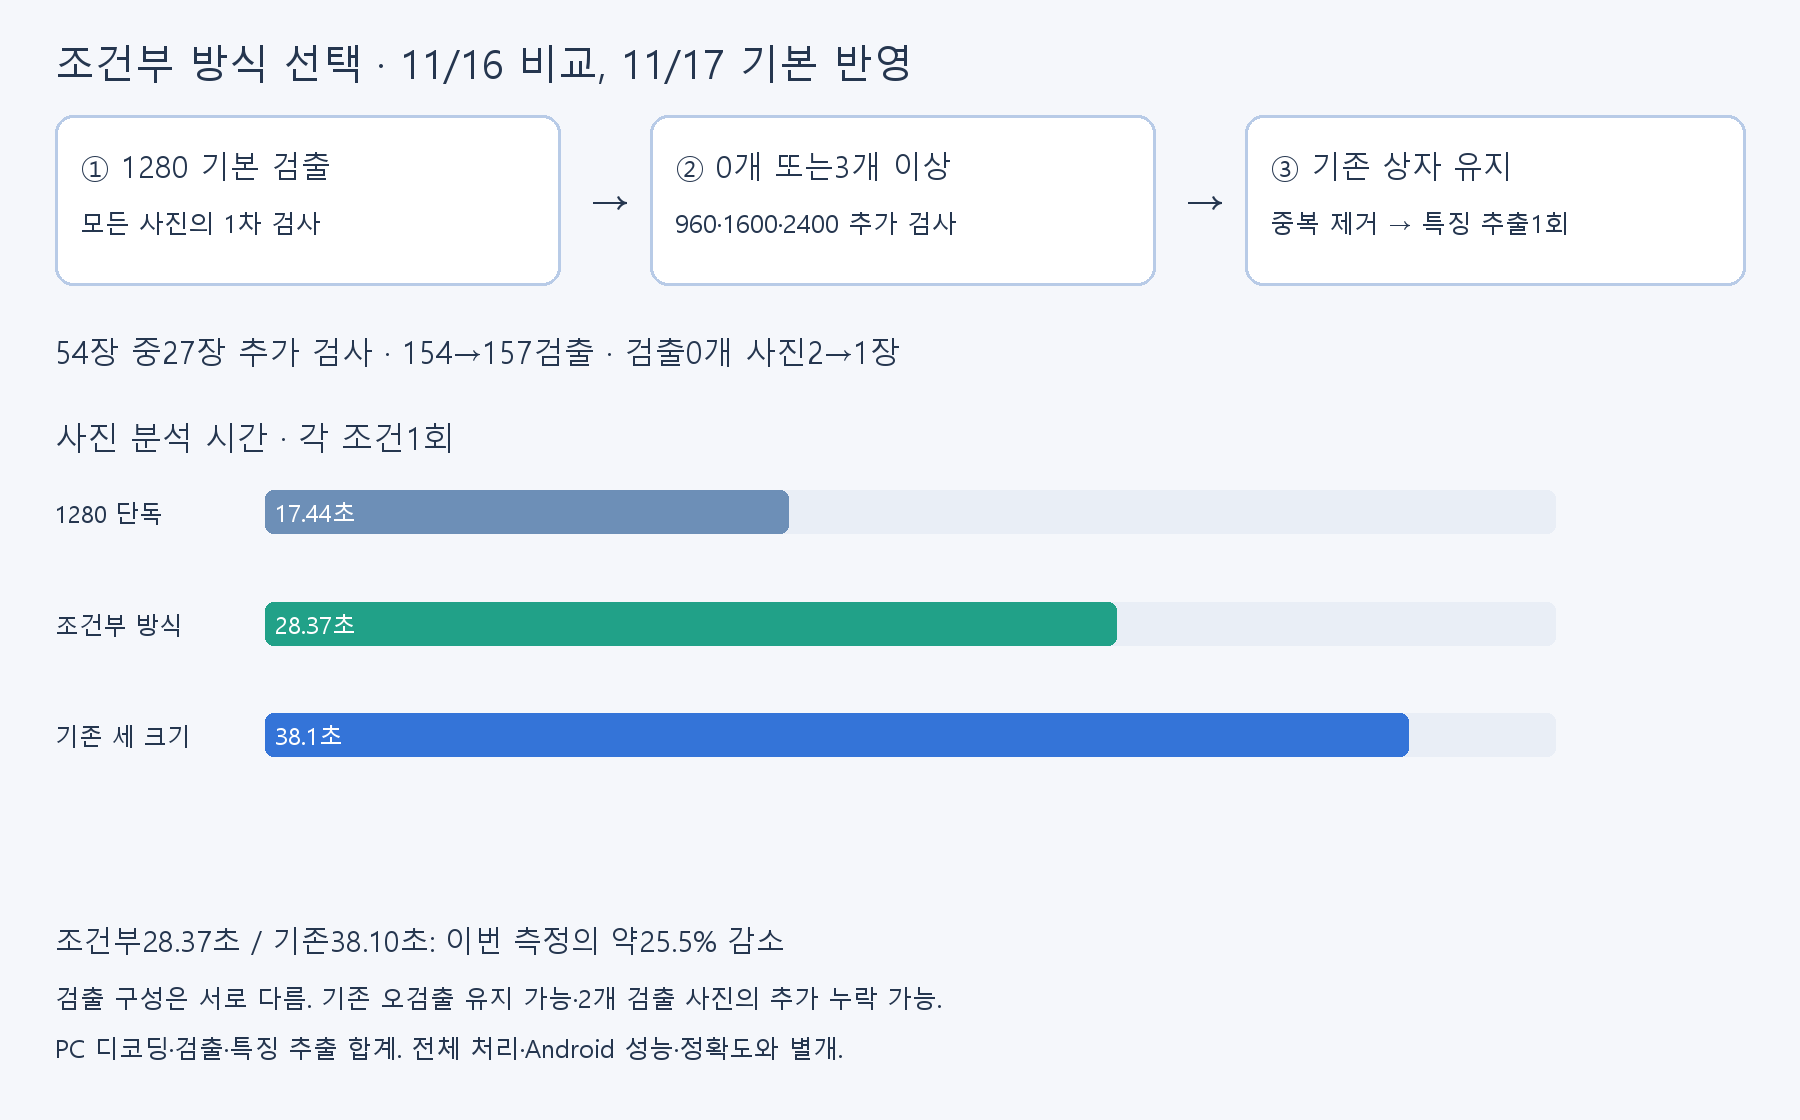 조건부 방식 선택 · 11/16 비교, 11/17 기본 반영
① 1280 기본 검출
모든 사진의 1차 검사
→
② 0개 또는3개 이상
960·1600·2400 추가 검사
→
③ 기존 상자 유지
중복 제거 → 특징 추출1회
54장 중27장 추가 검사 · 154→157검출 · 검출0개 사진2→1장
사진 분석 시간 · 각 조건1회
1280 단독 17.44초
조건부 방식 28.37초
기존 세 크기 38.1초
조건부28.37초 / 기존38.10초: 이번 측정의 약25.5% 감소
검출 구성은 서로 다름. 기존 오검출 유지 가능·2개 검출 사진의 추가 누락 가능.
PC 디코딩·검출·특징 추출 합계. 전체 처리·Android 성능·정확도와 별개.